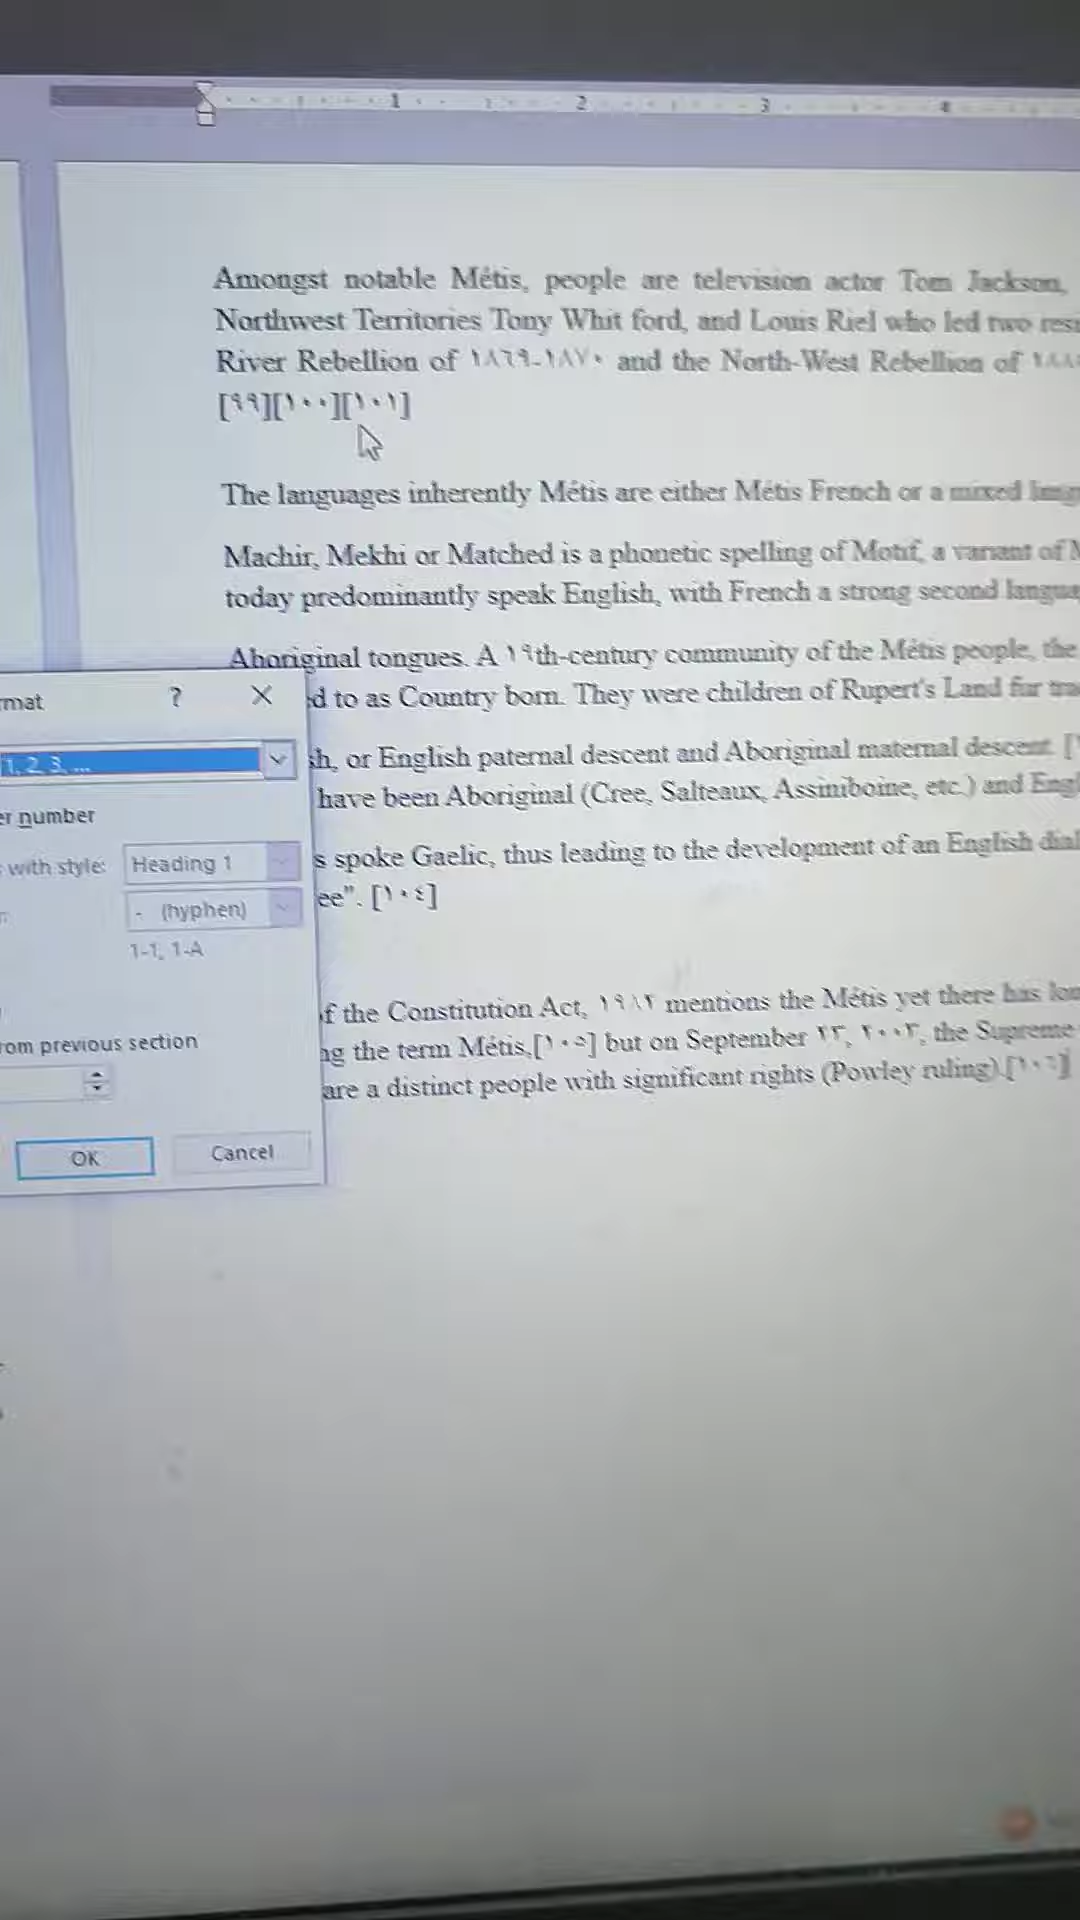 1 2 3 4
Amongst notable Métis, people are television actor Tom Jackson,
Northwest Territories Tony Whit ford, and Louis Riel who led two
River Rebellion of ١٨٦٩-١٨٧٠ and the North-West Rebellion of
[٩٩][١٠٠][١٠١]
The languages inherently Métis are either Métis French or a mixed
Machir, Mekhi or Matched is a phonetic spelling of Motif, a variant of
today predominantly speak English, with French a strong second
Aboriginal tongues. A ١٩th-century community of the Métis people, the
d to as Country born. They were children of Rupert's Land fur
sh, or English paternal descent and Aboriginal maternal descent. [
have been Aboriginal (Cree, Salteaux, Assiniboine, etc.) and
s spoke Gaelic, thus leading to the development of an English
ee". [١٠٤]
f the Constitution Act, ١٩٨٢ mentions the Métis yet there has
ng the term Métis,[١٠٥] but on September ٢٣, ٢٠٠٣, the Supreme
are a distinct people with significant rights (Powley ruling).[١٠٦]
mat ? X
1, 2, 3, ...
er number
with style: Heading 1
- (hyphen)
1-1, 1-A
rom previous section
OK Cancel